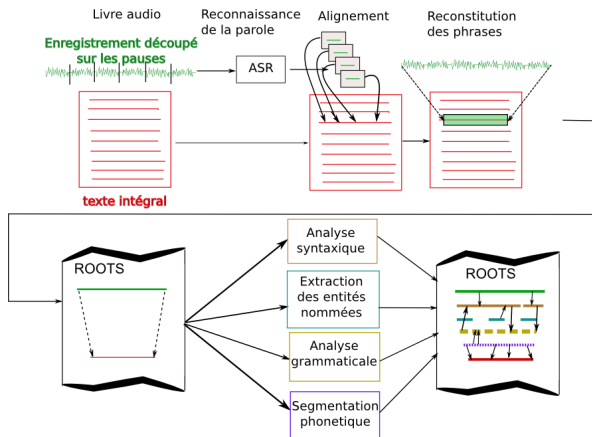 Livre audio
Reconnaissance
de la parole
Alignement
Reconstitution
des phrases
Enregistrement découpé
sur les pauses
ASR
texte intégral
ROOTS
Analyse
syntaxique
Extraction
des entités
nommées
Analyse
grammaticale
Segmentation
phonetique
ROOTS